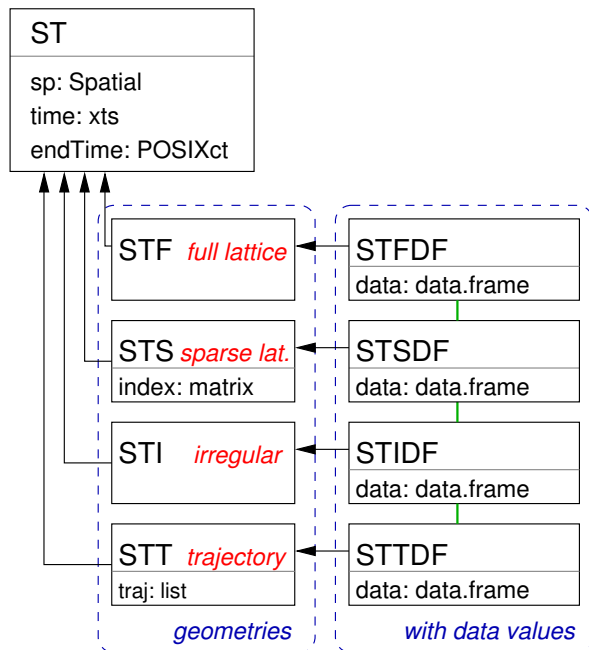 ST
sp: Spatial
time: xts
endTime: POSIXct
STF full lattice
STFDF
data: data.frame
STS sparse lat.
index: matrix
STSDF
data: data.frame
STI irregular
STIDF
data: data.frame
STT trajectory
traj: list
STTDF
data: data.frame
geometries
with data values